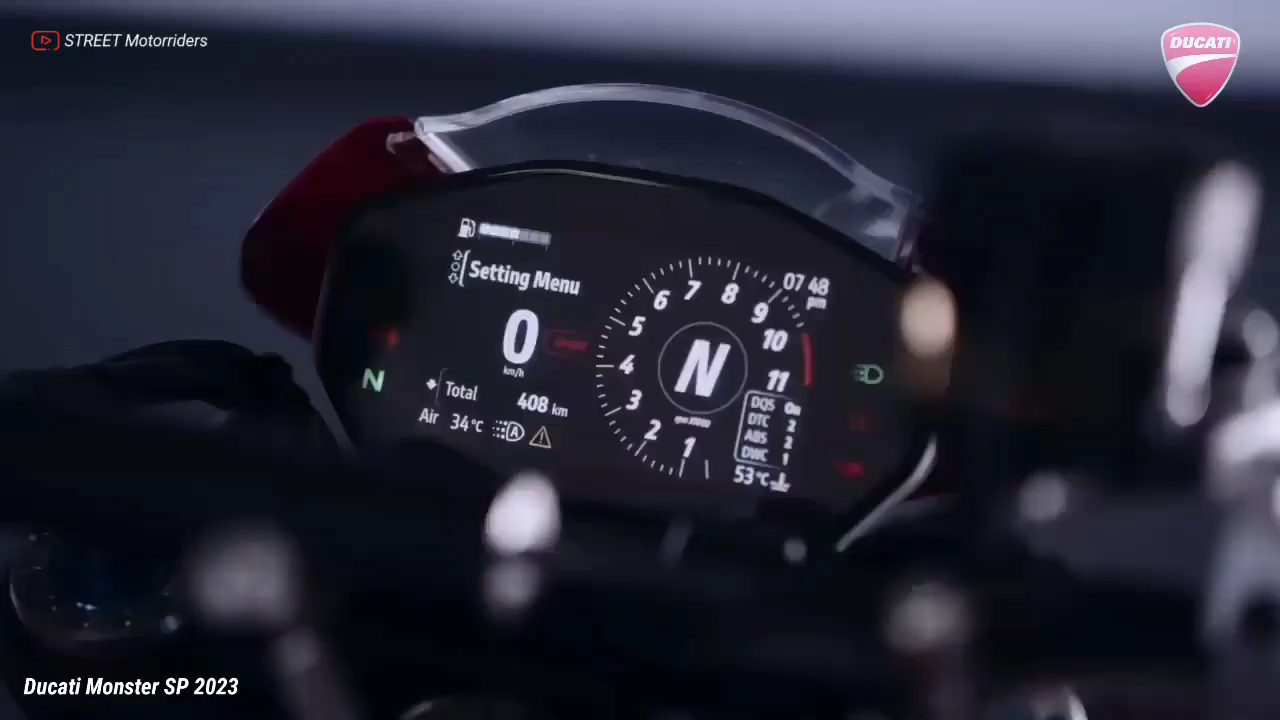 STREET Motorriders
DUCATI
Setting Menu
0
km/h
Total 408 km
Air 34°C
A
N
07 48
pm
1
2
3
4
5
6
7
8
9
10
11
N
DQS On
DTC 2
ABS 2
DWC 1
53°C
Ducati Monster SP 2023